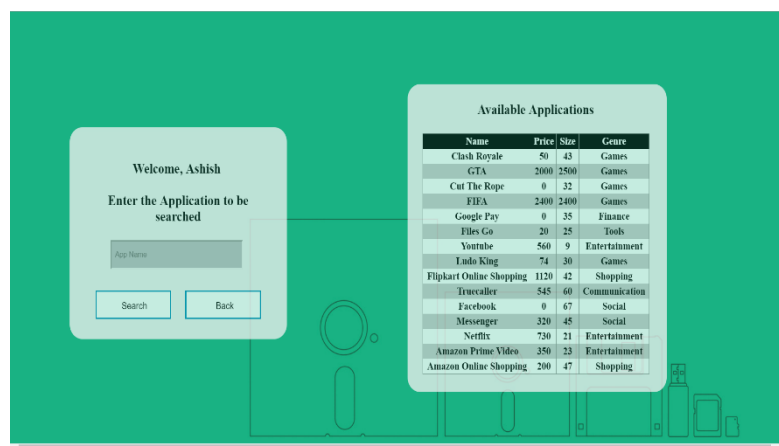 Welcome, Ashish
Enter the Application to be
searched
App Name
Search Back
Available Applications
Name Price Size Genre
Clash Royale 50 43 Games
GTA 2000 2500 Games
Cut The Rope 0 32 Games
FIFA 2400 2400 Games
Google Pay 0 35 Finance
Files Go 20 25 Tools
Youtube 560 9 Entertainment
Ludo King 74 30 Games
Flipkart Online Shopping 1120 42 Shopping
Truecaller 545 60 Communication
Facebook 0 67 Social
Messenger 320 45 Social
Netflix 730 21 Entertainment
Amazon Prime Video 350 23 Entertainment
Amazon Online Shopping 200 47 Shopping